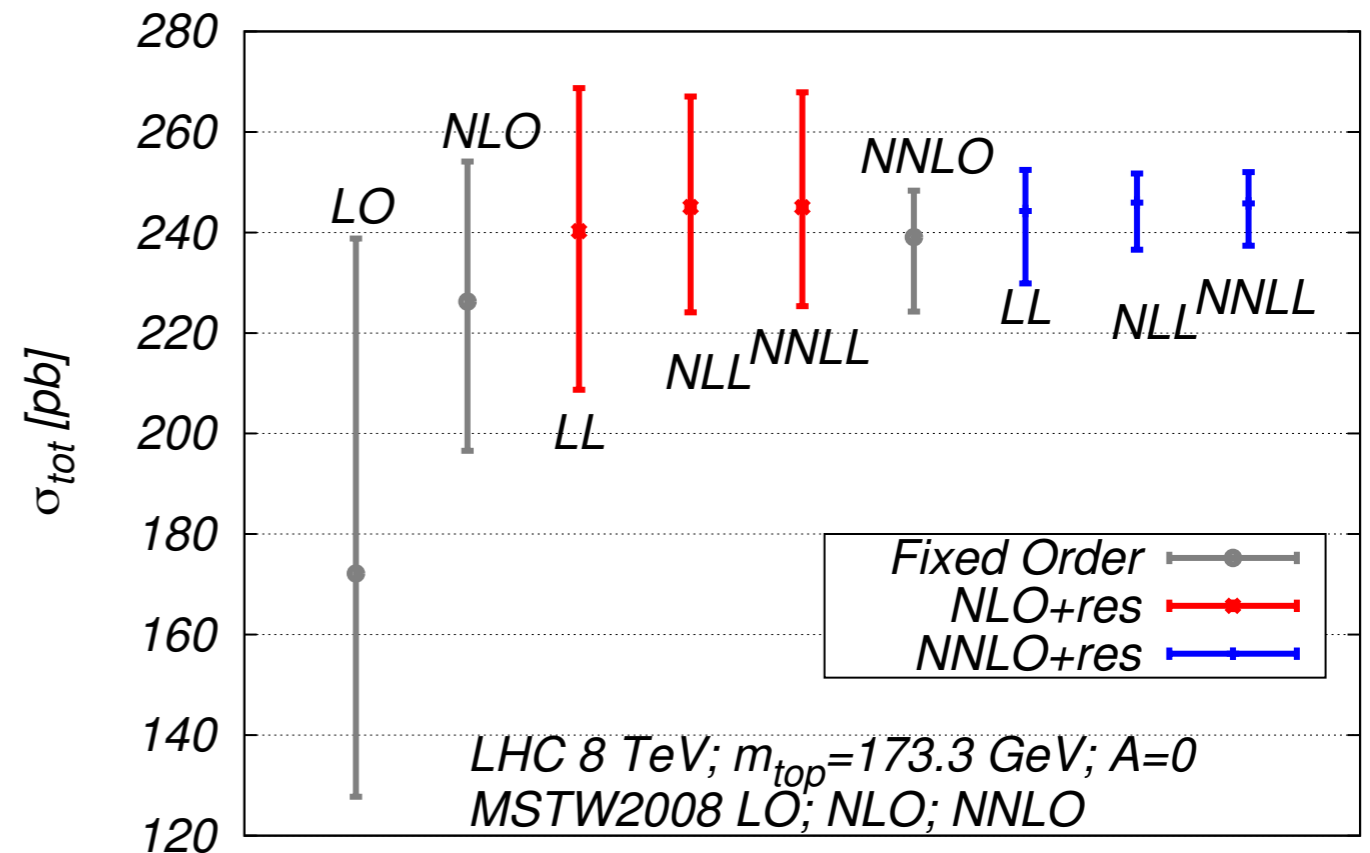 280
260
240
220
200
180
160
140
120
σtot [pb]
LO
NLO
LL
NLL
NNLL
NNLO
LL
NLL
NNLL
Fixed Order
NLO+res
NNLO+res
LHC 8 TeV; mtop=173.3 GeV; A=0
MSTW2008 LO; NLO; NNLO